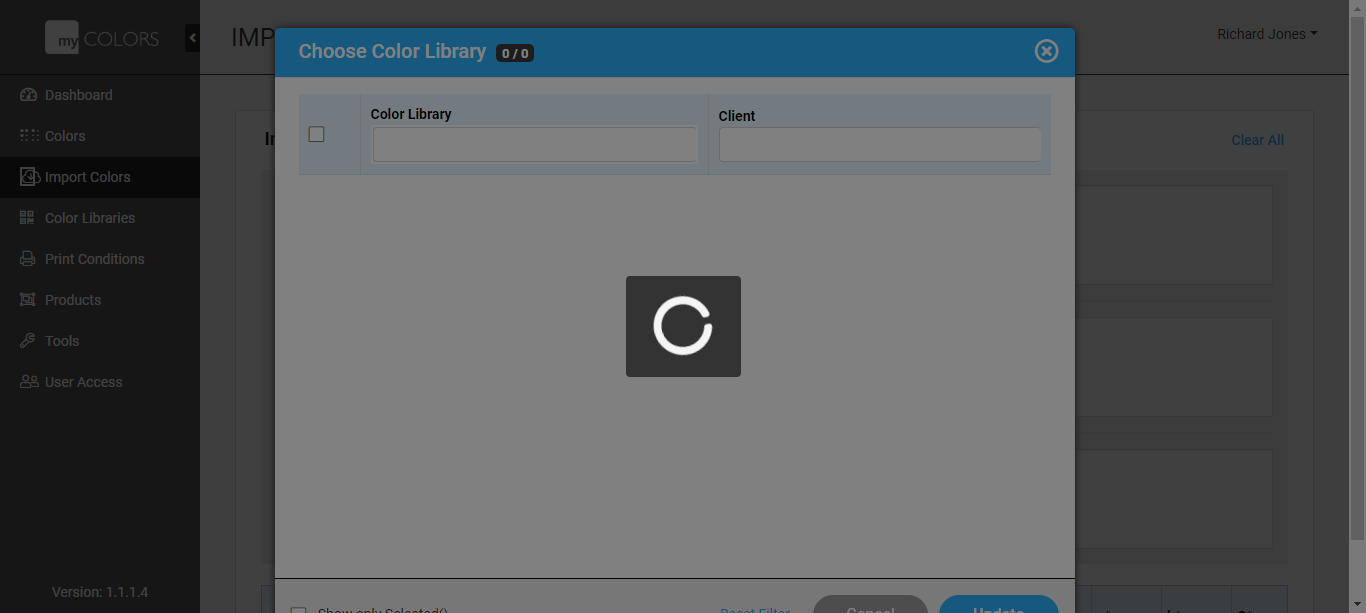 my COLORS
IMP
Richard Jones
Choose Color Library 0 / 0
Dashboard
Colors
Import Colors
Color Libraries
Print Conditions
Products
Tools
User Access
Version: 1.1.1.4
Clear All
Color Library
Client
Show only Selected()
Reset Filter
Cancel
Update